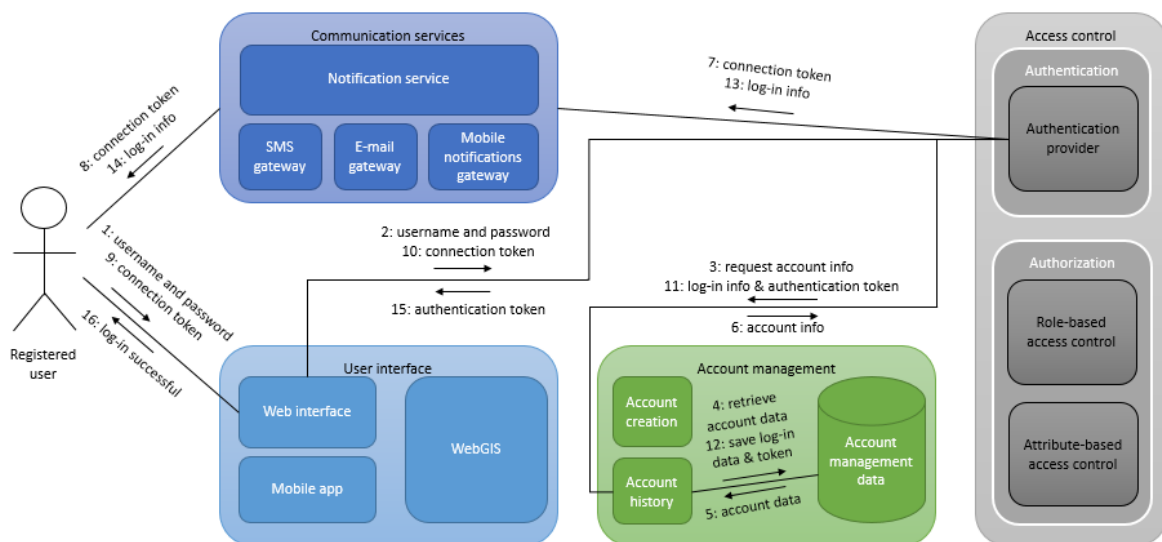 Communication services
Notification service
SMS
gateway
E-mail
gateway
Mobile
notifications
gateway
Access control
Authentication
Authentication
provider
Authorization
Role-based
access control
Attribute-based
access control
7: connection token
13: log-in info
8: connection token
14: log-in info
Registered
user
1: username and password
9: connection token
16: log-in successful
2: username and password
10: connection token
15: authentication token
3: request account info
11: log-in info & authentication token
6: account info
User interface
Web interface
Mobile app
WebGIS
Account management
Account
creation
Account
history
4: retrieve
account data
12: save log-in
data & token
5: account data
Account
management
data